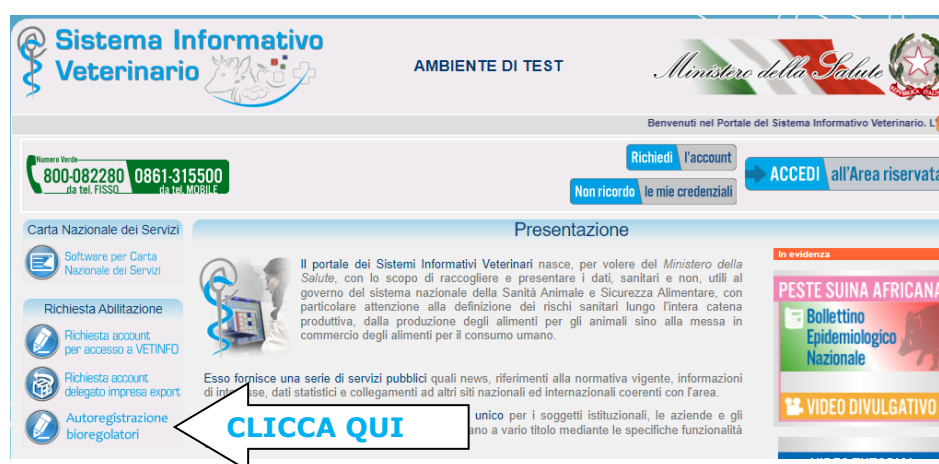 Sistema Informativo
Veterinario
AMBIENTE DI TEST
Ministero della Salute
Benvenuti nel Portale del Sistema Informativo Veterinario. L'
Numero Verde
800-082280
da tel. FISSO
0861-315500
da tel. MOBILE
Richiedi l'account
Non ricordo le mie credenziali
ACCEDI all'Area riservata
Carta Nazionale dei Servizi
Software per Carta
Nazionale dei Servizi
Richiesta Abilitazione
Richiesta account
per accesso a VETINFO
Richiesta account
delegato impresa export
Autoregistrazione
bioregolatori
CLICCA QUI
Presentazione
Il portale dei Sistemi Informativi Veterinari nasce, per volere del Ministero della
Salute, con lo scopo di raccogliere e presentare i dati, sanitari e non, utili al
governo del sistema nazionale della Sanità Animale e Sicurezza Alimentare, con
particolare attenzione alla definizione dei rischi sanitari lungo l'intera catena
produttiva, dalla produzione degli alimenti per gli animali sino alla messa in
commercio degli alimenti per il consumo umano.
Esso fornisce una serie di servizi pubblici quali news, riferimenti alla normativa vigente, informazioni
di interesse, dati statistici e collegamenti ad altri siti nazionali ed internazionali coerenti con l'area.
unico per i soggetti istituzionali, le aziende e gli
ano a vario titolo mediante le specifiche funzionalità
In evidenza
PESTE SUINA AFRICANA
Bollettino
Epidemiologico
Nazionale
VIDEO DIVULGATIVO
VIDEO TUTORIAL